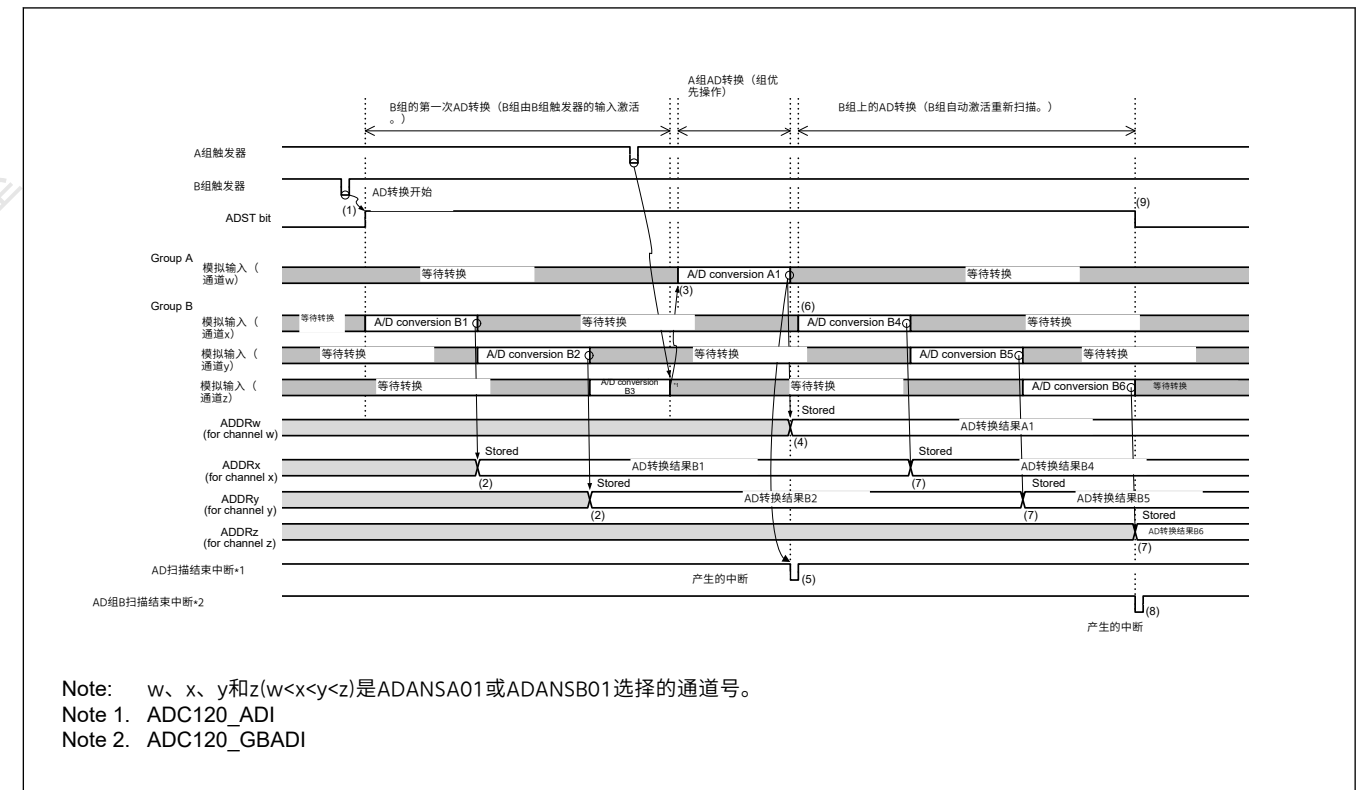 A组AD转换（组优
先操作）
B组的第一次AD转换（B组由B组触发器的输入激活
。）
B组上的AD转换（B组自动激活重新扫描。）
A组触发器
B组触发器
AD转换开始
(1)
(9)
ADST bit
Group A
模拟输入（
通道w）
等待转换
A/D conversion A1
等待转换
(3)
Group B
(6)
模拟输入（
通道x）
等待转换
A/D conversion B1
等待转换
A/D conversion B4
等待转换
模拟输入（
通道y）
等待转换
A/D conversion B2
等待转换
A/D conversion B5
等待转换
模拟输入（
通道z）
等待转换
A/D conversion
B3
*1
等待转换
A/D conversion B6
等待转换
Stored
ADDRw
(for channel w)
AD转换结果A1
(4)
Stored
Stored
ADDRx
(for channel x)
AD转换结果B1
AD转换结果B4
(2)
(7)
Stored
Stored
ADDRy
(for channel y)
AD转换结果B2
AD转换结果B5
(2)
(7)
Stored
ADDRz
(for channel z)
AD转换结果B6
(7)
AD扫描结束中断*1
产生的中断
(5)
AD组B扫描结束中断*2
(8)
产生的中断
Note: w、x、y和z(w<x<y<z)是ADANSA01或ADANSB01选择的通道号。
Note 1. ADC120_ADI
Note 2. ADC120_GBADI